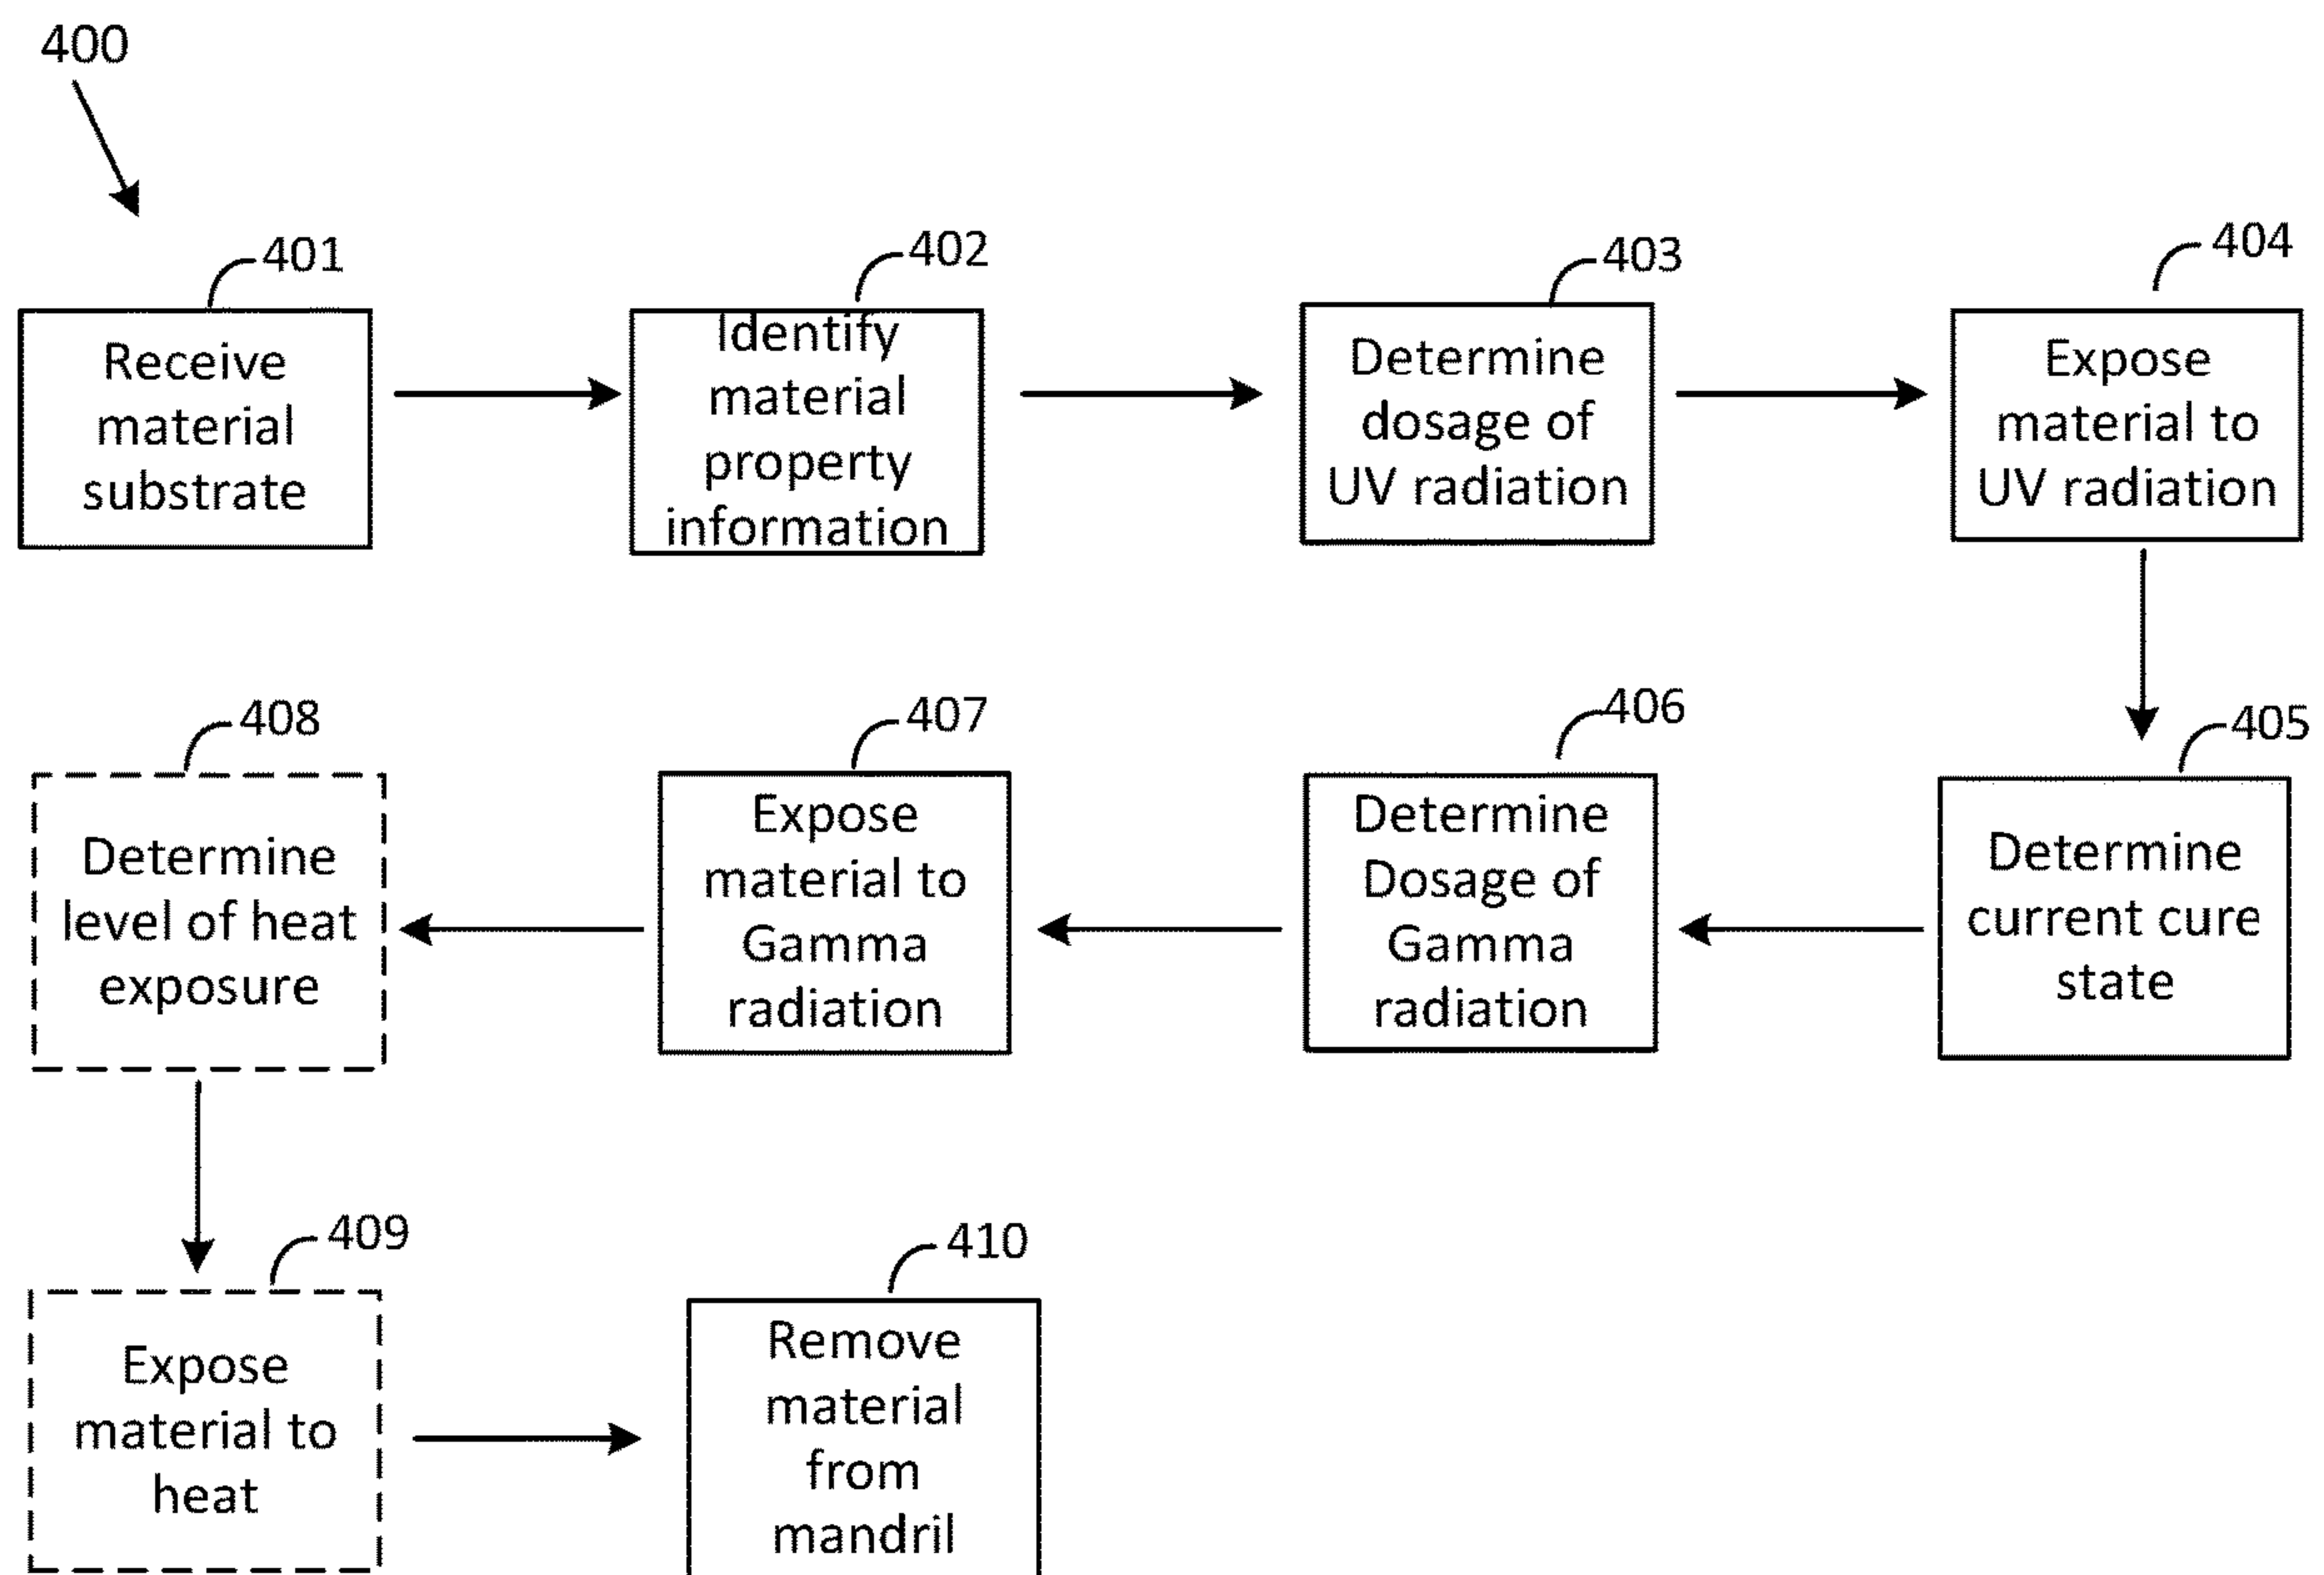 400
401
Receive
material
substrate
402
Identify
material
property
information
403
Determine
dosage of
UV radiation
404
Expose
material to
UV radiation
405
Determine
current cure
state
406
Determine
Dosage of
Gamma
radiation
407
Expose
material to
Gamma
radiation
408
Determine
level of heat
exposure
409
Expose
material to
heat
410
Remove
material
from
mandril